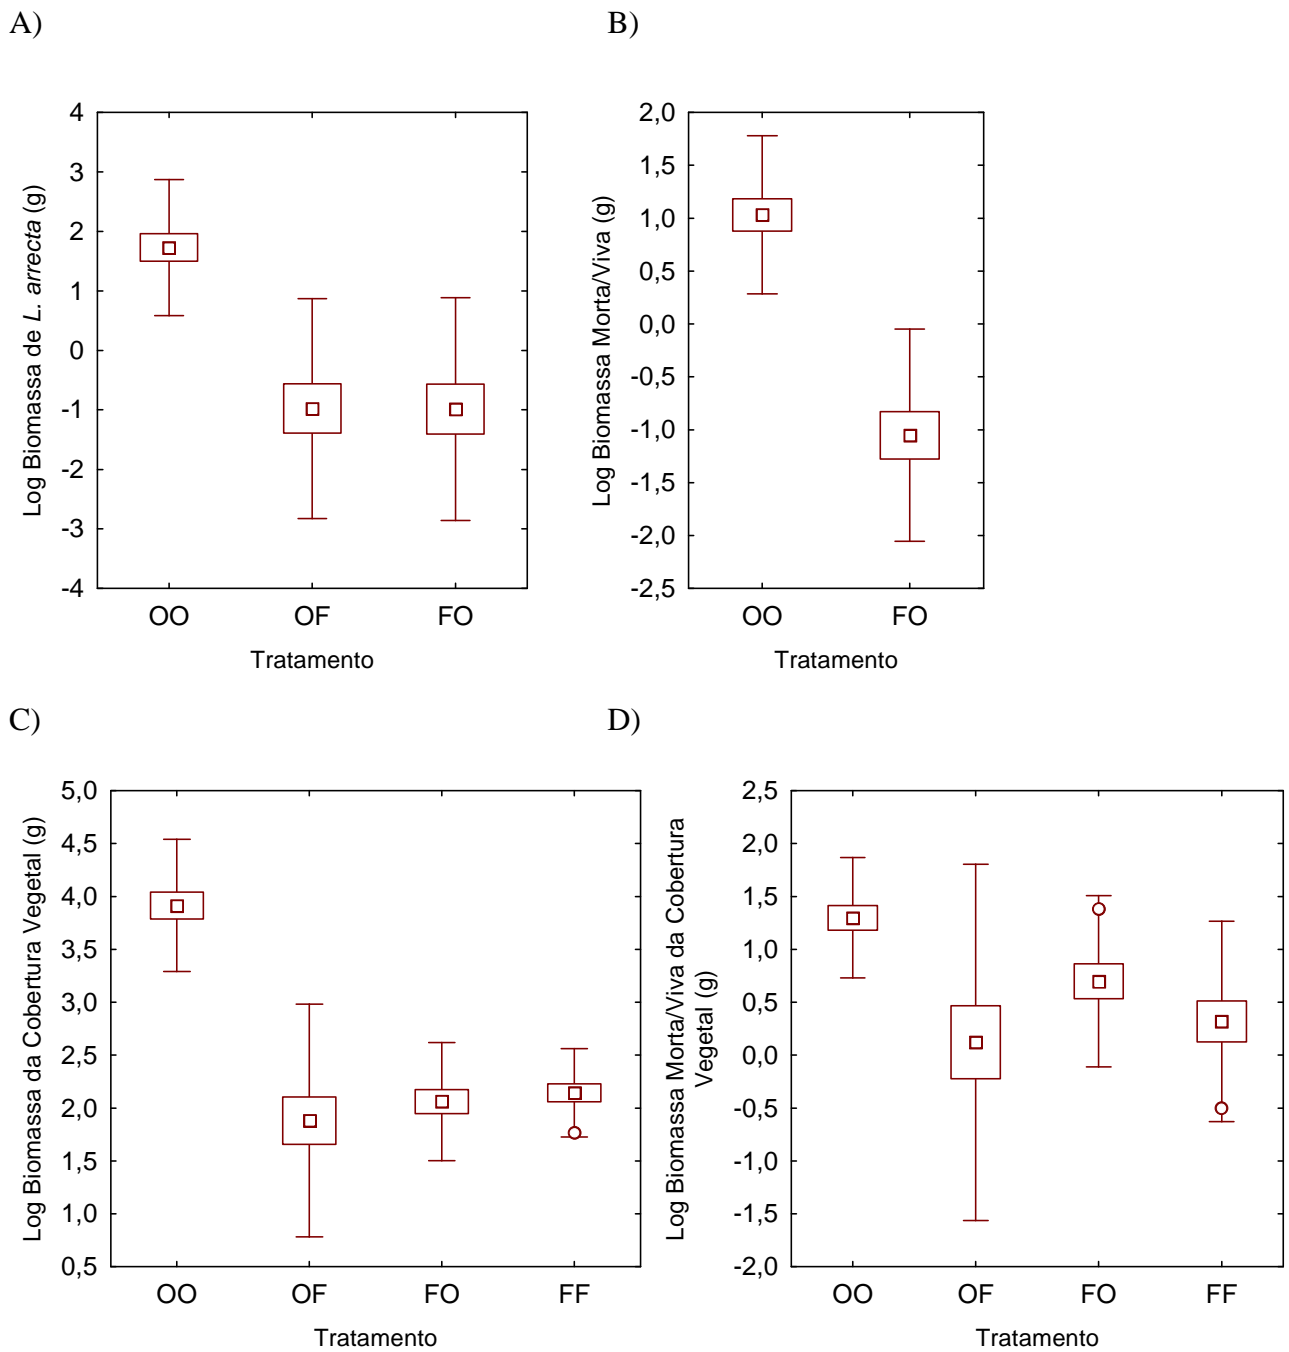 A)
B)
Log Biomassa de L. arrecta (g)
4
3
2
1
0
-1
-2
-3
-4
OO OF FO
Tratamento
Log Biomassa Morta/Viva (g)
2,0
1,5
1,0
0,5
0,0
-0,5
-1,0
-1,5
-2,0
-2,5
OO FO
Tratamento
C)
D)
Log Biomassa da Cobertura Vegetal (g)
5,0
4,5
4,0
3,5
3,0
2,5
2,0
1,5
1,0
0,5
OO OF FO FF
Tratamento
Log Biomassa Morta/Viva da Cobertura
Vegetal (g)
2,5
2,0
1,5
1,0
0,5
0,0
-0,5
-1,0
-1,5
-2,0
OO OF FO FF
Tratamento